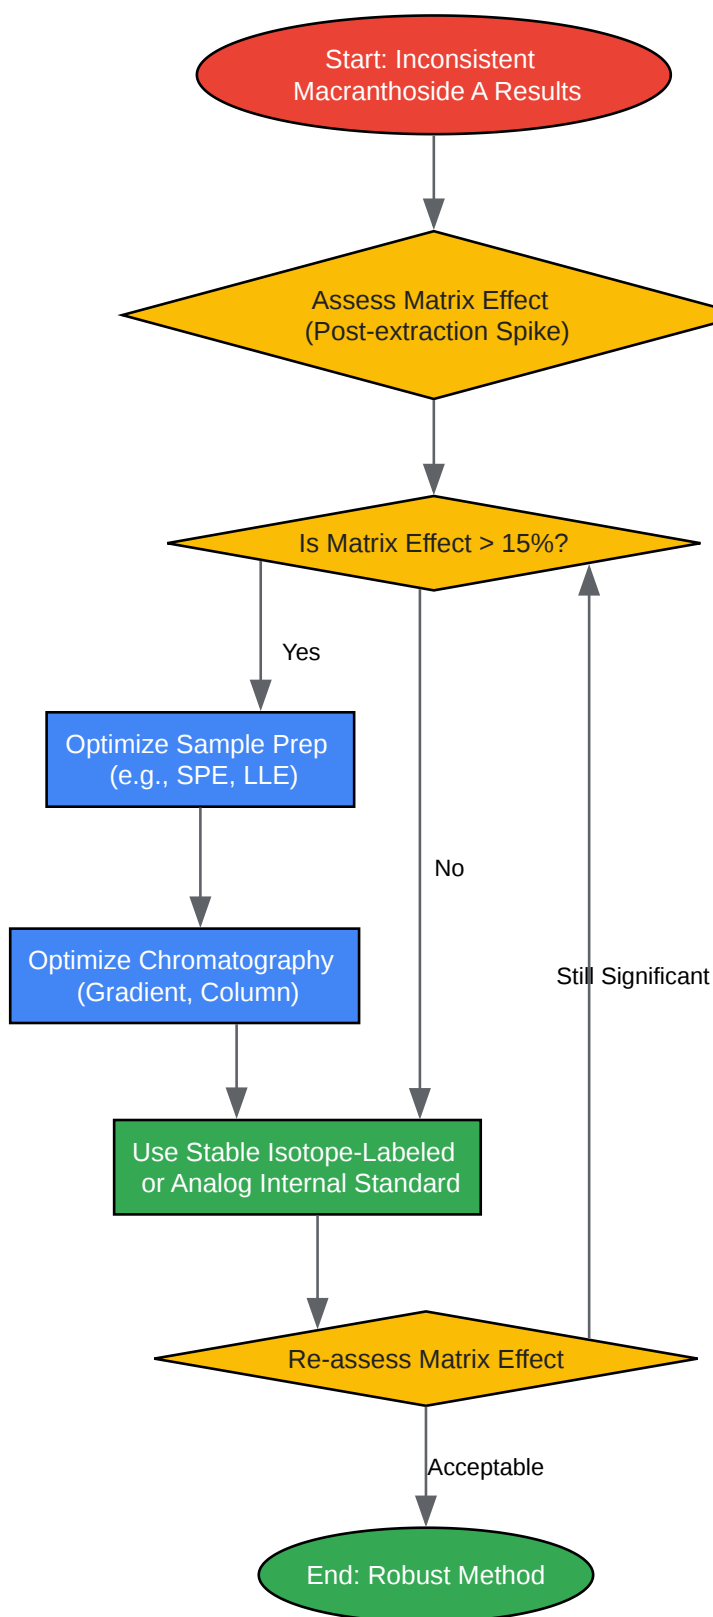 Start: Inconsistent
Macranthoside A Results
Assess Matrix Effect
(Post-extraction Spike)
Is Matrix Effect > 15%?
Yes
Optimize Sample Prep
(e.g., SPE, LLE)
No
Optimize Chromatography
(Gradient, Column)
Still Significant
Use Stable Isotope-Labeled
or Analog Internal Standard
Re-assess Matrix Effect
Acceptable
End: Robust Method